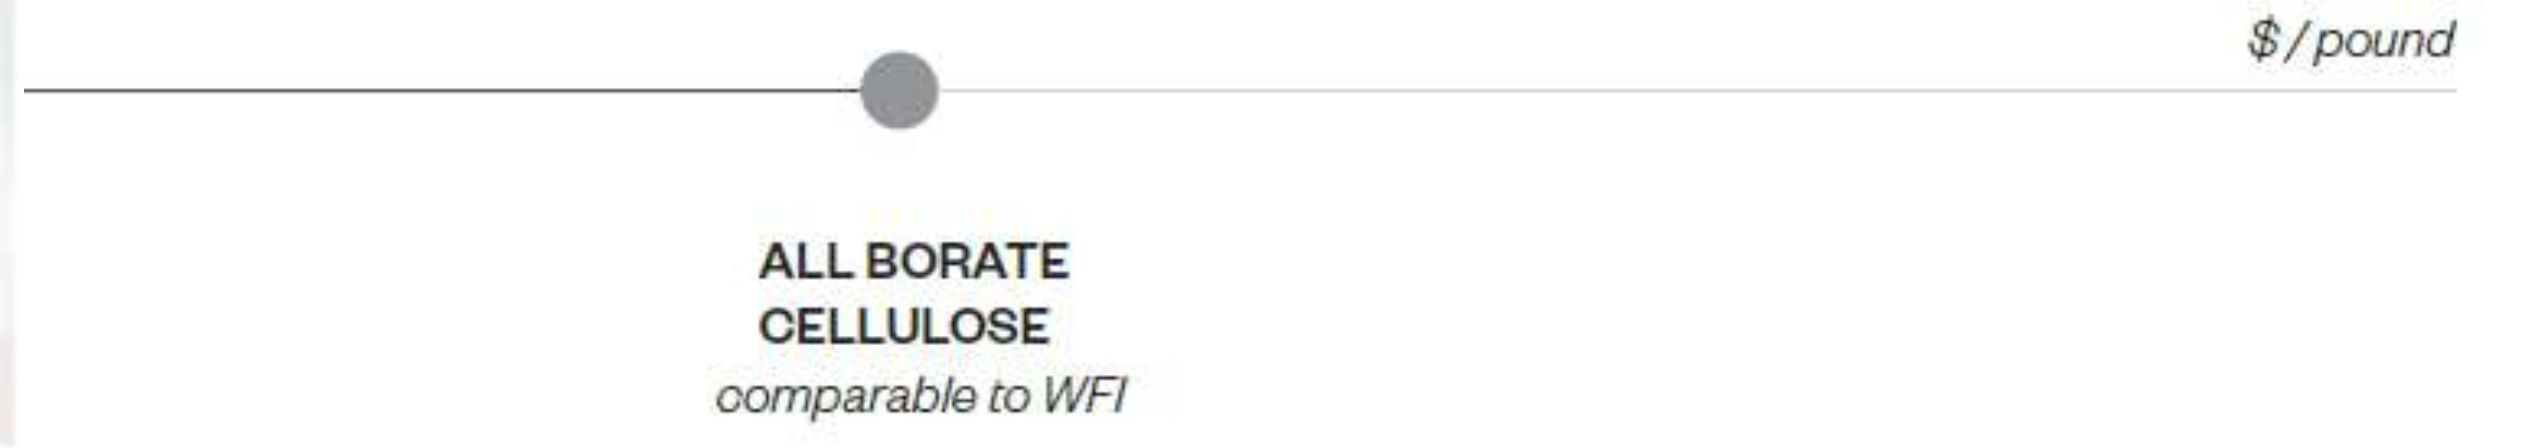 $/pound
ALL BORATE
CELLULOSE
comparable to WFI